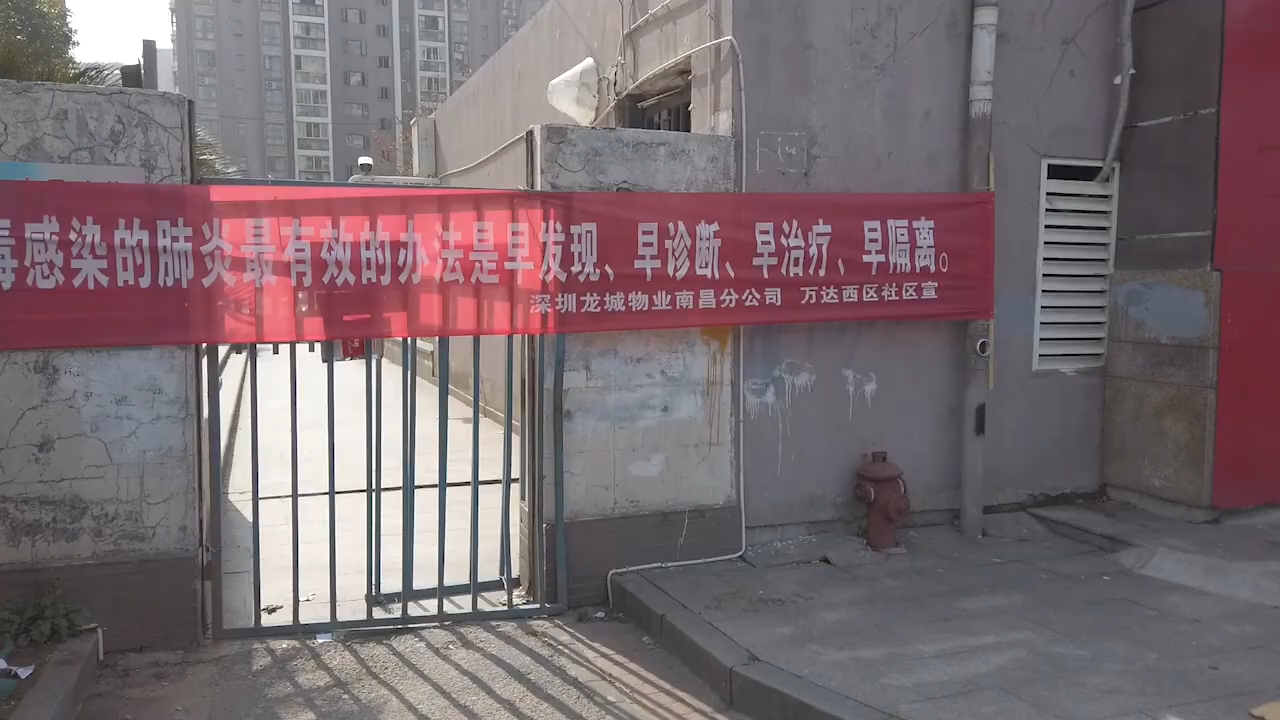 毒感染的肺炎最有效的办法是早发现、早诊断、早治疗、早隔离。
深圳龙城物业南昌分公司 万达西区社区宣